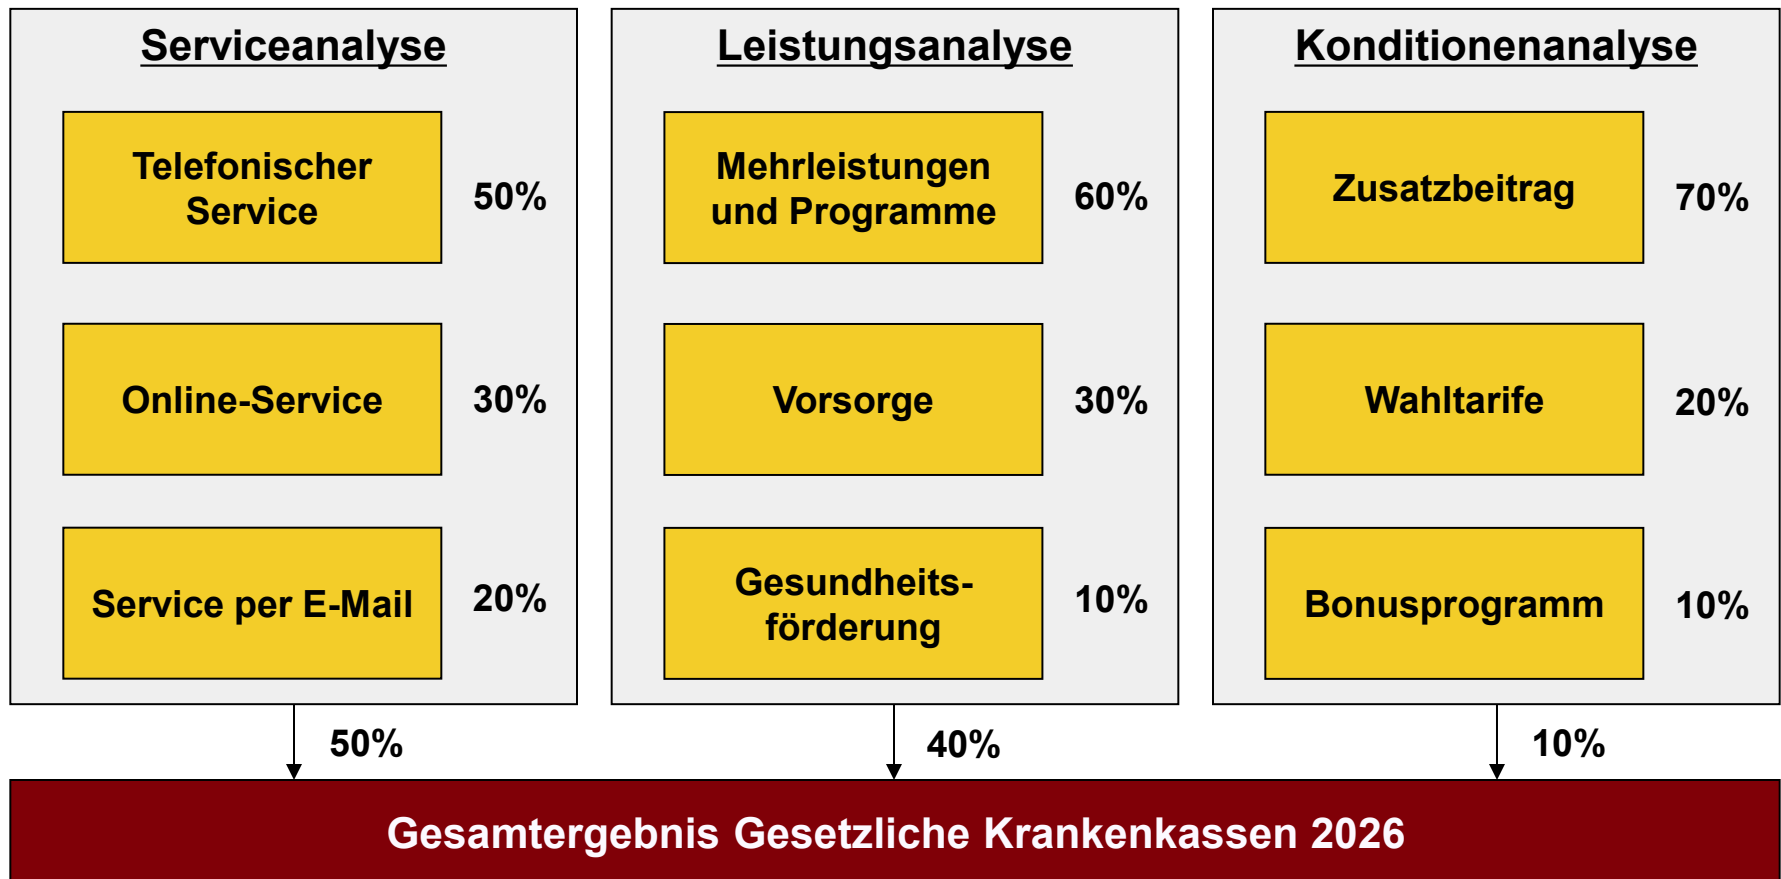 Serviceanalyse
Telefonischer
Service
50%
Online-Service
30%
Service per E-Mail
20%
50%
Leistungsanalyse
Mehrleistungen
und Programme
60%
Vorsorge
30%
Gesundheits-
förderung
10%
40%
Konditionenanalyse
Zusatzbeitrag
70%
Wahltarife
20%
Bonusprogramm
10%
10%
Gesamtergebnis Gesetzliche Krankenkassen 2026